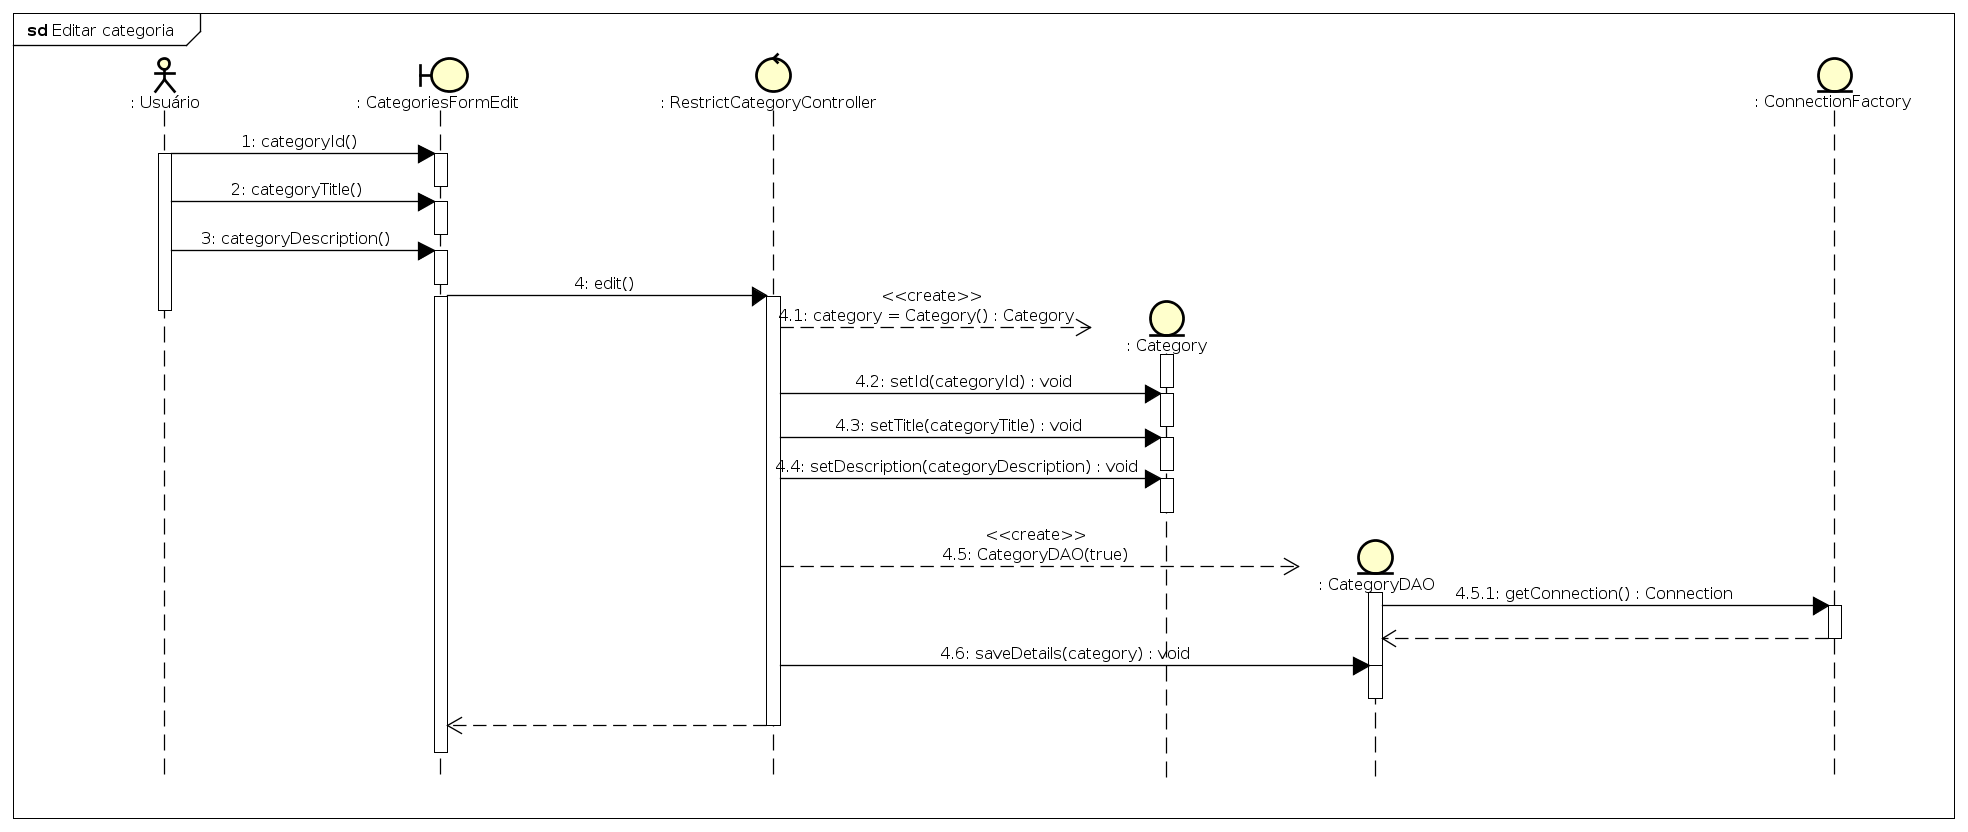 sd Editar categoria
: Usuário
: CategoriesFormEdit
: RestrictCategoryController
: ConnectionFactory
1: categoryId()
2: categoryTitle()
3: categoryDescription()
4: edit()
<<create>>
4.1: category = Category() : Category
: Category
4.2: setId(categoryId) : void
4.3: setTitle(categoryTitle) : void
4.4: setDescription(categoryDescription) : void
<<create>>
4.5: CategoryDAO(true)
: CategoryDAO
4.5.1: getConnection() : Connection
4.6: saveDetails(category) : void